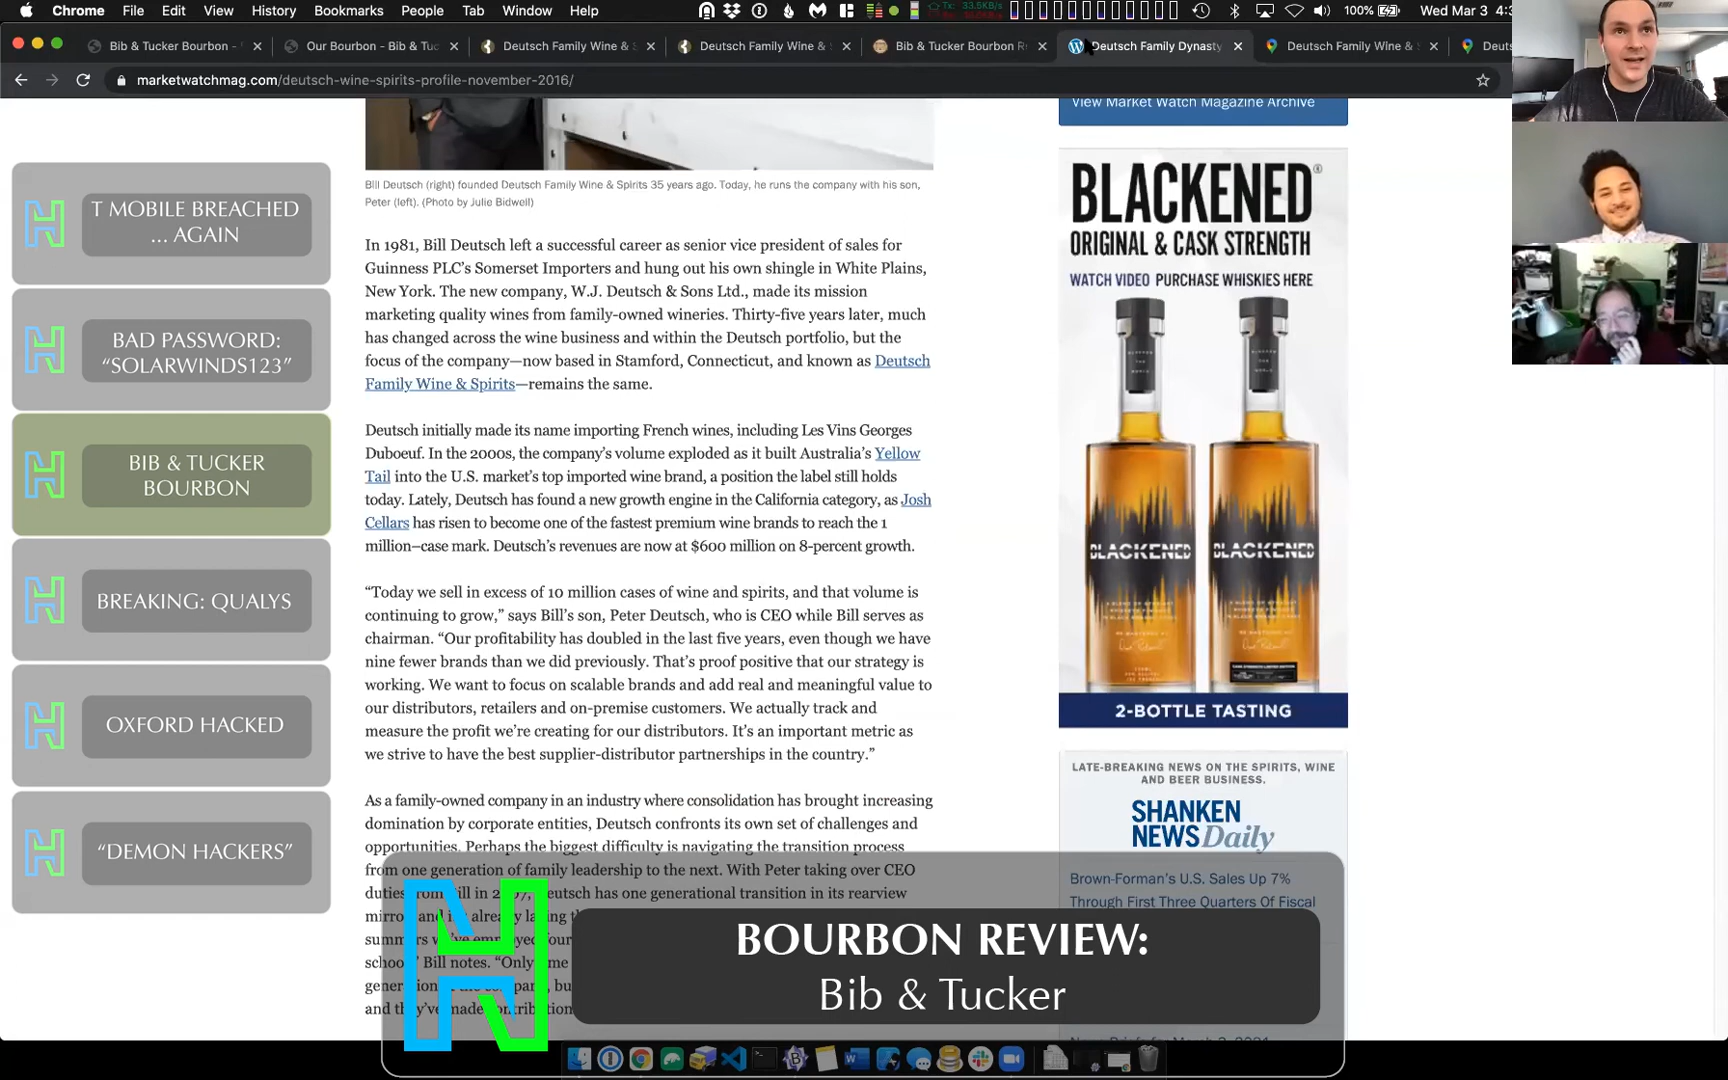 Chrome File Edit View History Bookmarks People Tab Window Help
100% Wed Mar 3
Bib & Tucker Bourbon -
Our Bourbon - Bib & Tuc
Deutsch Family Wine &
Deutsch Family Wine &
Bib & Tucker Bourbon R
Deutsch Family Dynasty
Deutsch Family Wine &
marketwatchmag.com/deutsch-wine-spirits-profile-november-2016/
View Market Watch Magazine Archive
T MOBILE BREACHED
... AGAIN
BAD PASSWORD:
“SOLARWINDS123”
BIB & TUCKER
BOURBON
BREAKING: QUALYS
OXFORD HACKED
“DEMON HACKERS”
Bill Deutsch (right) founded Deutsch Family Wine & Spirits 35 years ago. Today, he runs the company with his son,
Peter (left). (Photo by Julie Bidwell)
In 1981, Bill Deutsch left a successful career as senior vice president of sales for
Guinness PLC’s Somerset Importers and hung out his own shingle in White Plains,
New York. The new company, W.J. Deutsch & Sons Ltd., made its mission
marketing quality wines from family-owned wineries. Thirty-five years later, much
has changed across the wine business and within the Deutsch portfolio, but the
focus of the company—now based in Stamford, Connecticut, and known as Deutsch
Family Wine & Spirits—remains the same.
Deutsch initially made its name importing French wines, including Les Vins Georges
Duboeuf. In the 2000s, the company’s volume exploded as it built Australia’s Yellow
Tail into the U.S. market’s top imported wine brand, a position the label still holds
today. Lately, Deutsch has found a new growth engine in the California category, as Josh
Cellars has risen to become one of the fastest premium wine brands to reach the 1
million–case mark. Deutsch’s revenues are now at $600 million on 8-percent growth.
“Today we sell in excess of 10 million cases of wine and spirits, and that volume is
continuing to grow,” says Bill’s son, Peter Deutsch, who is CEO while Bill serves as
chairman. “Our profitability has doubled in the last five years, even though we have
nine fewer brands than we did previously. That’s proof positive that our strategy is
working. We want to focus on scalable brands and add real and meaningful value to
our distributors, retailers and on-premise customers. We actually track and
measure the profit we’re creating for our distributors. It’s an important metric as
we strive to have the best supplier-distributor partnerships in the country.”
As a family-owned company in an industry where consolidation has brought increasing
domination by corporate entities, Deutsch confronts its own set of challenges and
opportunities. Perhaps the biggest difficulty is navigating the transition process
from one generation of family leadership to the next. With Peter taking over CEO
has one generational transition in its rearview
Bill notes. “Only
BLACKENED
ORIGINAL & CASK STRENGTH
WATCH VIDEO PURCHASE WHISKIES HERE
BLACKENED BLACKENED
2-BOTTLE TASTING
LATE-BREAKING NEWS ON THE SPIRITS, WINE
AND BEER BUSINESS.
SHANKEN
NEWS Daily
Brown-Forman’s U.S. Sales Up 7%
Through First Three Quarters Of Fiscal
BOURBON REVIEW:
Bib & Tucker